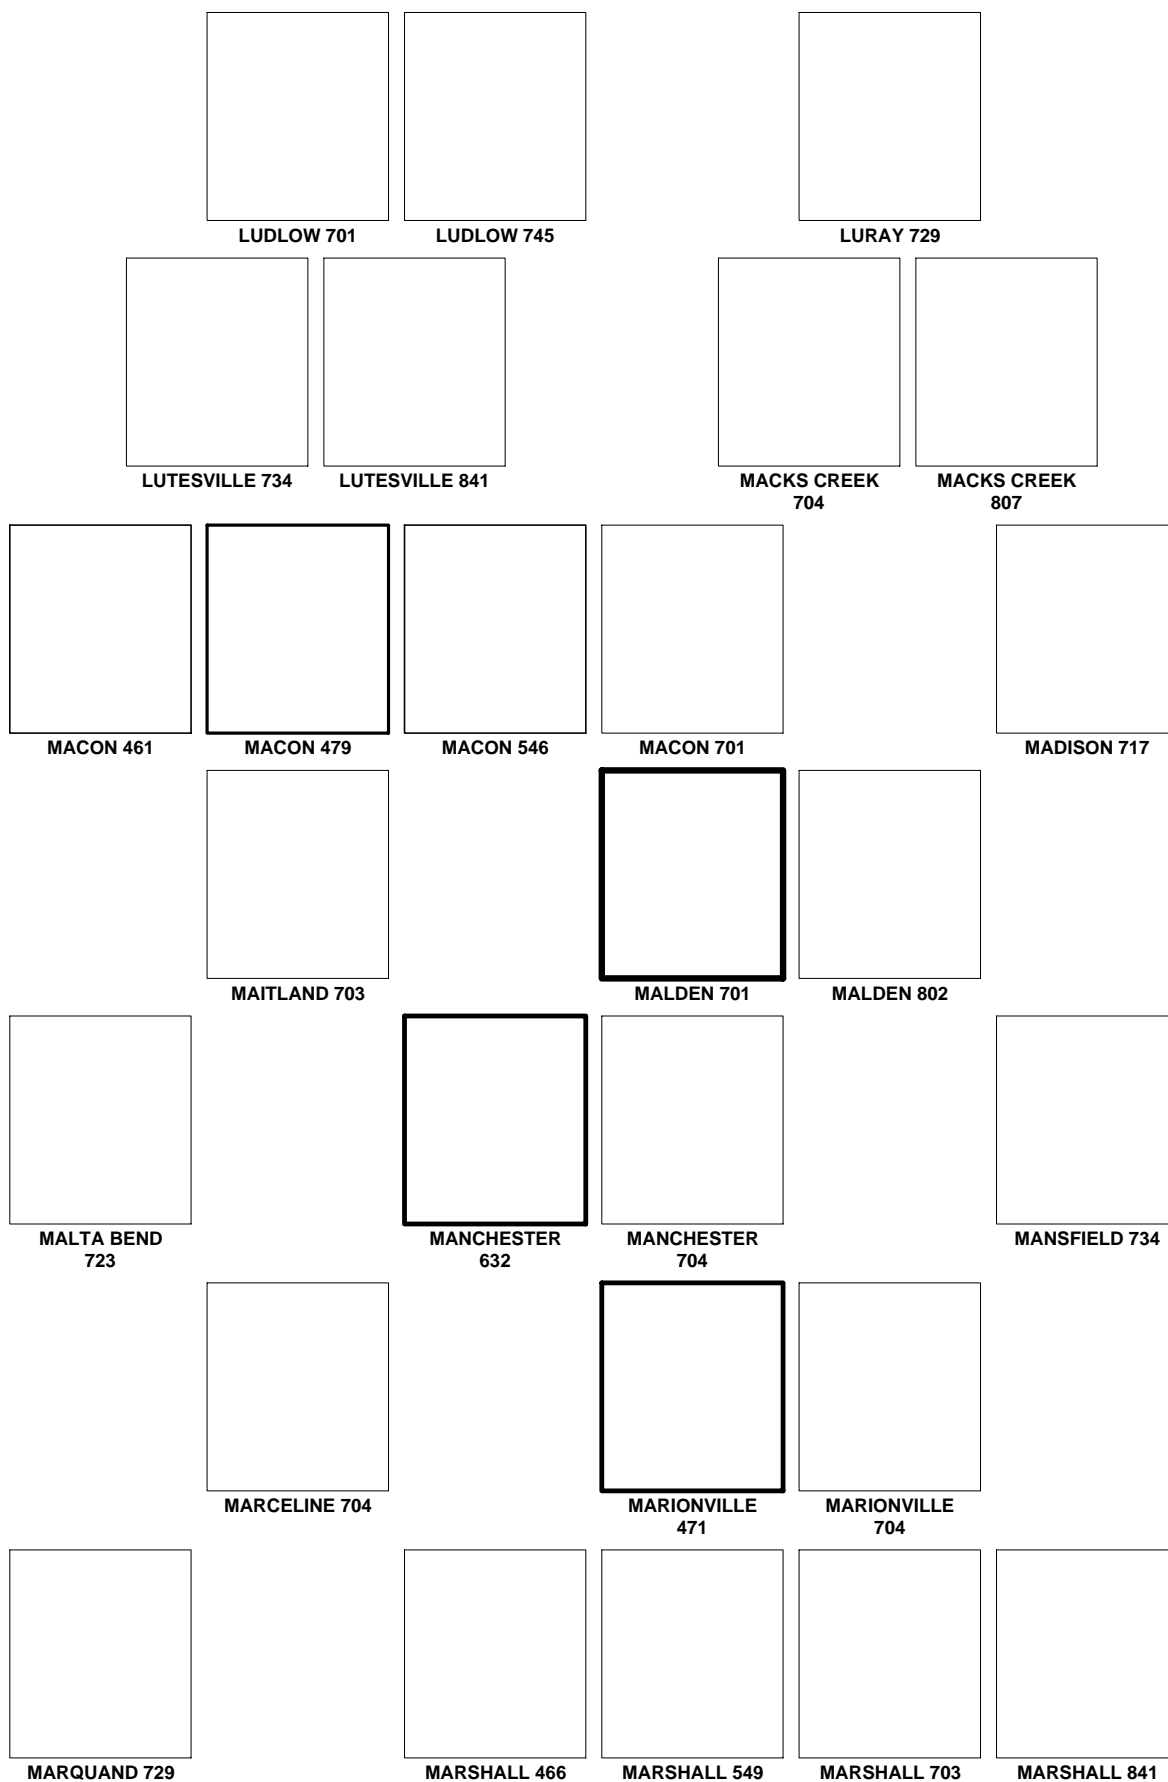 LUDLOW 701
LUDLOW 745
LURAY 729
LUTESVILLE 734
LUTESVILLE 841
MACKS CREEK
704
MACKS CREEK
807
MACON 461
MACON 479
MACON 546
MACON 701
MADISON 717
MAITLAND 703
MALDEN 701
MALDEN 802
MALTA BEND
723
MANCHESTER
632
MANCHESTER
704
MANSFIELD 734
MARCELINE 704
MARIONVILLE
471
MARIONVILLE
704
MARQUAND 729
MARSHALL 466
MARSHALL 549
MARSHALL 703
MARSHALL 841